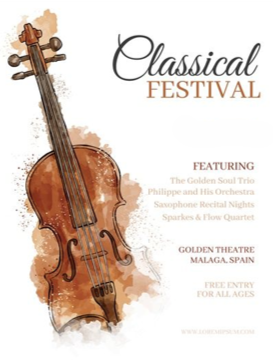 Classical
FESTIVAL
FEATURING
The Golden Soul Trio
Philippe and His Orchestra
Saxophone Recital Nights
Sparkes & Flow Quartet
GOLDEN THEATRE
MALAGA, SPAIN
FREE ENTRY
FOR ALL AGES